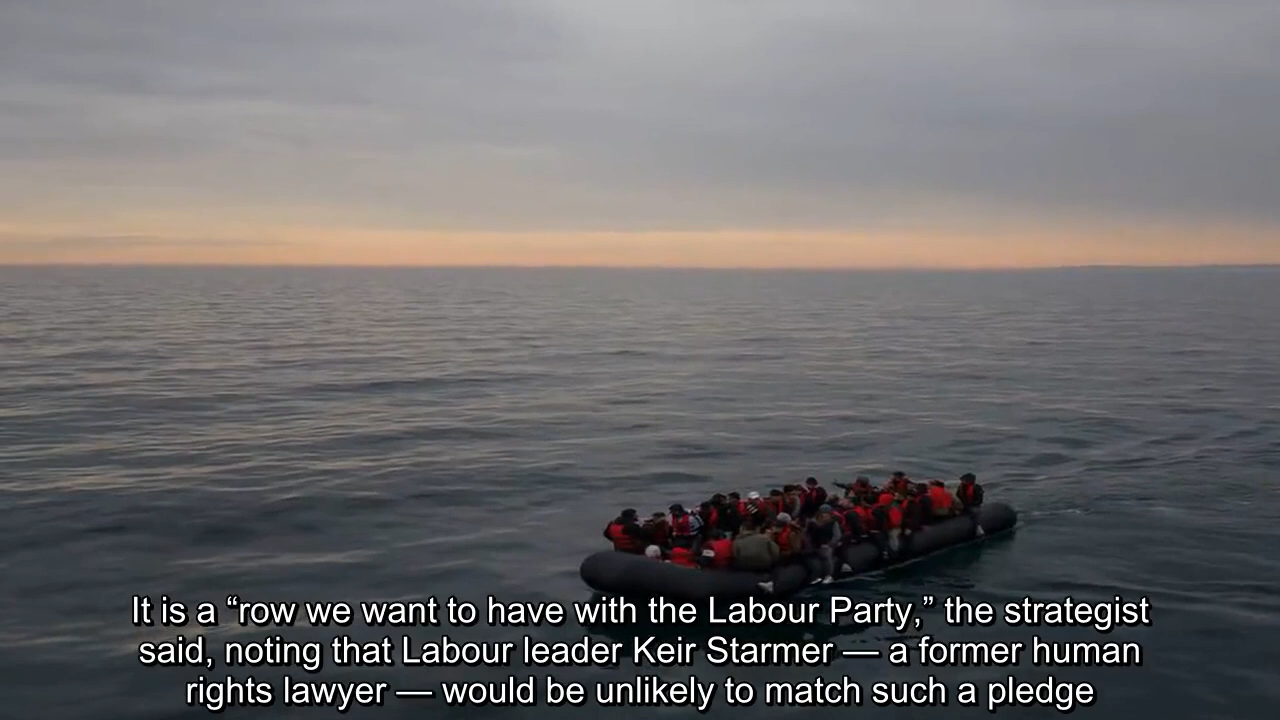 It is a “row we want to have with the Labour Party,” the strategist
said, noting that Labour leader Keir Starmer — a former human
rights lawyer — would be unlikely to match such a pledge